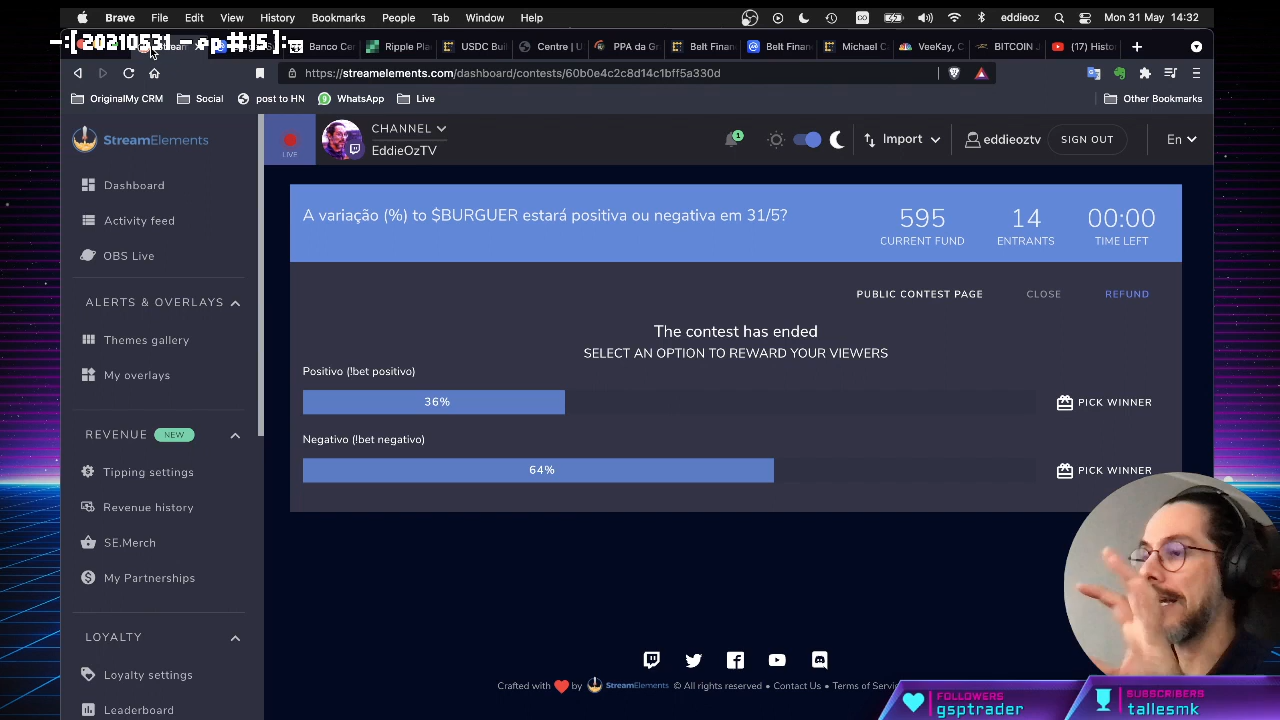 Brave File Edit View History Bookmarks People Tab Window Help eddieoz Mon 31 May 14:32
-:[ 20210531 - ep #15]:-
Banco Cen Ripple Plan USDC Buil Centre | U PPA da Gr Belt Finan Belt Financ Michael C VeeKay, C BITCOIN J (17) Histo
https://streamelements.com/dashboard/contests/60b0e4c2c8d14c1bff5a330d
OriginalMy CRM Social post to HN WhatsApp Live Other Bookmarks
StreamElements
LIVE
CHANNEL
EddieOzTV
1
Import
eddieoztv
SIGN OUT
En
Dashboard
Activity feed
OBS Live
ALERTS & OVERLAYS
Themes gallery
My overlays
REVENUE NEW
Tipping settings
Revenue history
SE.Merch
My Partnerships
LOYALTY
Loyalty settings
Leaderboard
A variação (%) to $BURGUER estará positiva ou negativa em 31/5?
595
CURRENT FUND
14
ENTRANTS
00:00
TIME LEFT
PUBLIC CONTEST PAGE CLOSE REFUND
The contest has ended
SELECT AN OPTION TO REWARD YOUR VIEWERS
Positivo (!bet positivo)
36%
PICK WINNER
Negativo (!bet negativo)
64%
PICK WINNER
Crafted with by StreamElements © All rights reserved • Contact Us • Terms of Servi
FOLLOWERS
gsptrader
SUBSCRIBERS
tallesmk